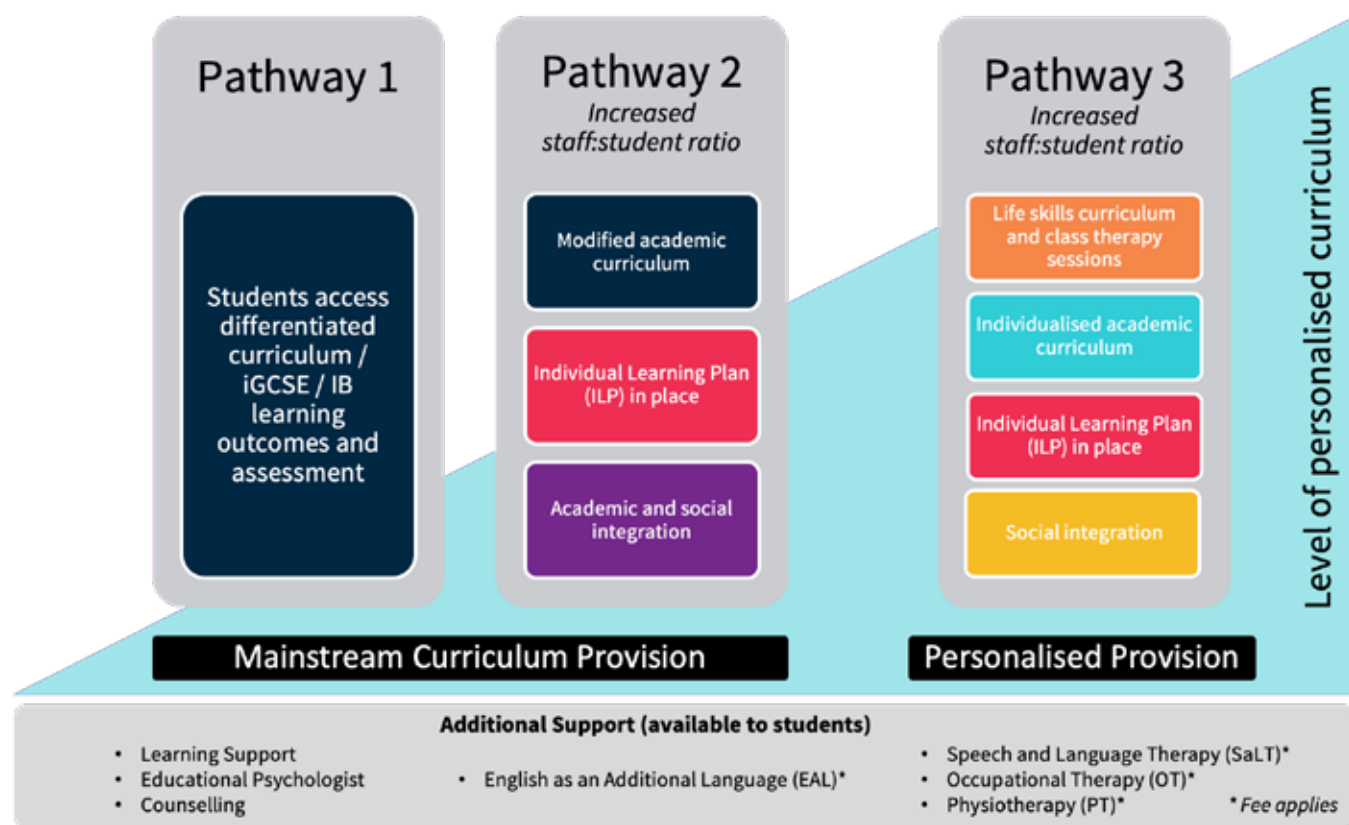 Pathway 1
Students access
differentiated
curriculum /
iGCSE / IB
learning
outcomes and
assessment
Pathway 2
Increased
staff:student ratio
Modified academic
curriculum
Individual Learning Plan
(ILP) in place
Academic and social
integration
Pathway 3
Increased
staff:student ratio
Life skills curriculum
and class therapy
sessions
Individualised academic
curriculum
Individual Learning Plan
(ILP) in place
Social integration
Level of personalised curriculum
Mainstream Curriculum Provision
Personalised Provision
Additional Support (available to students)
• Learning Support
• Educational Psychologist
• Counselling
• English as an Additional Language (EAL)*
• Speech and Language Therapy (SaLT)*
• Occupational Therapy (OT)*
• Physiotherapy (PT)*
*Fee applies